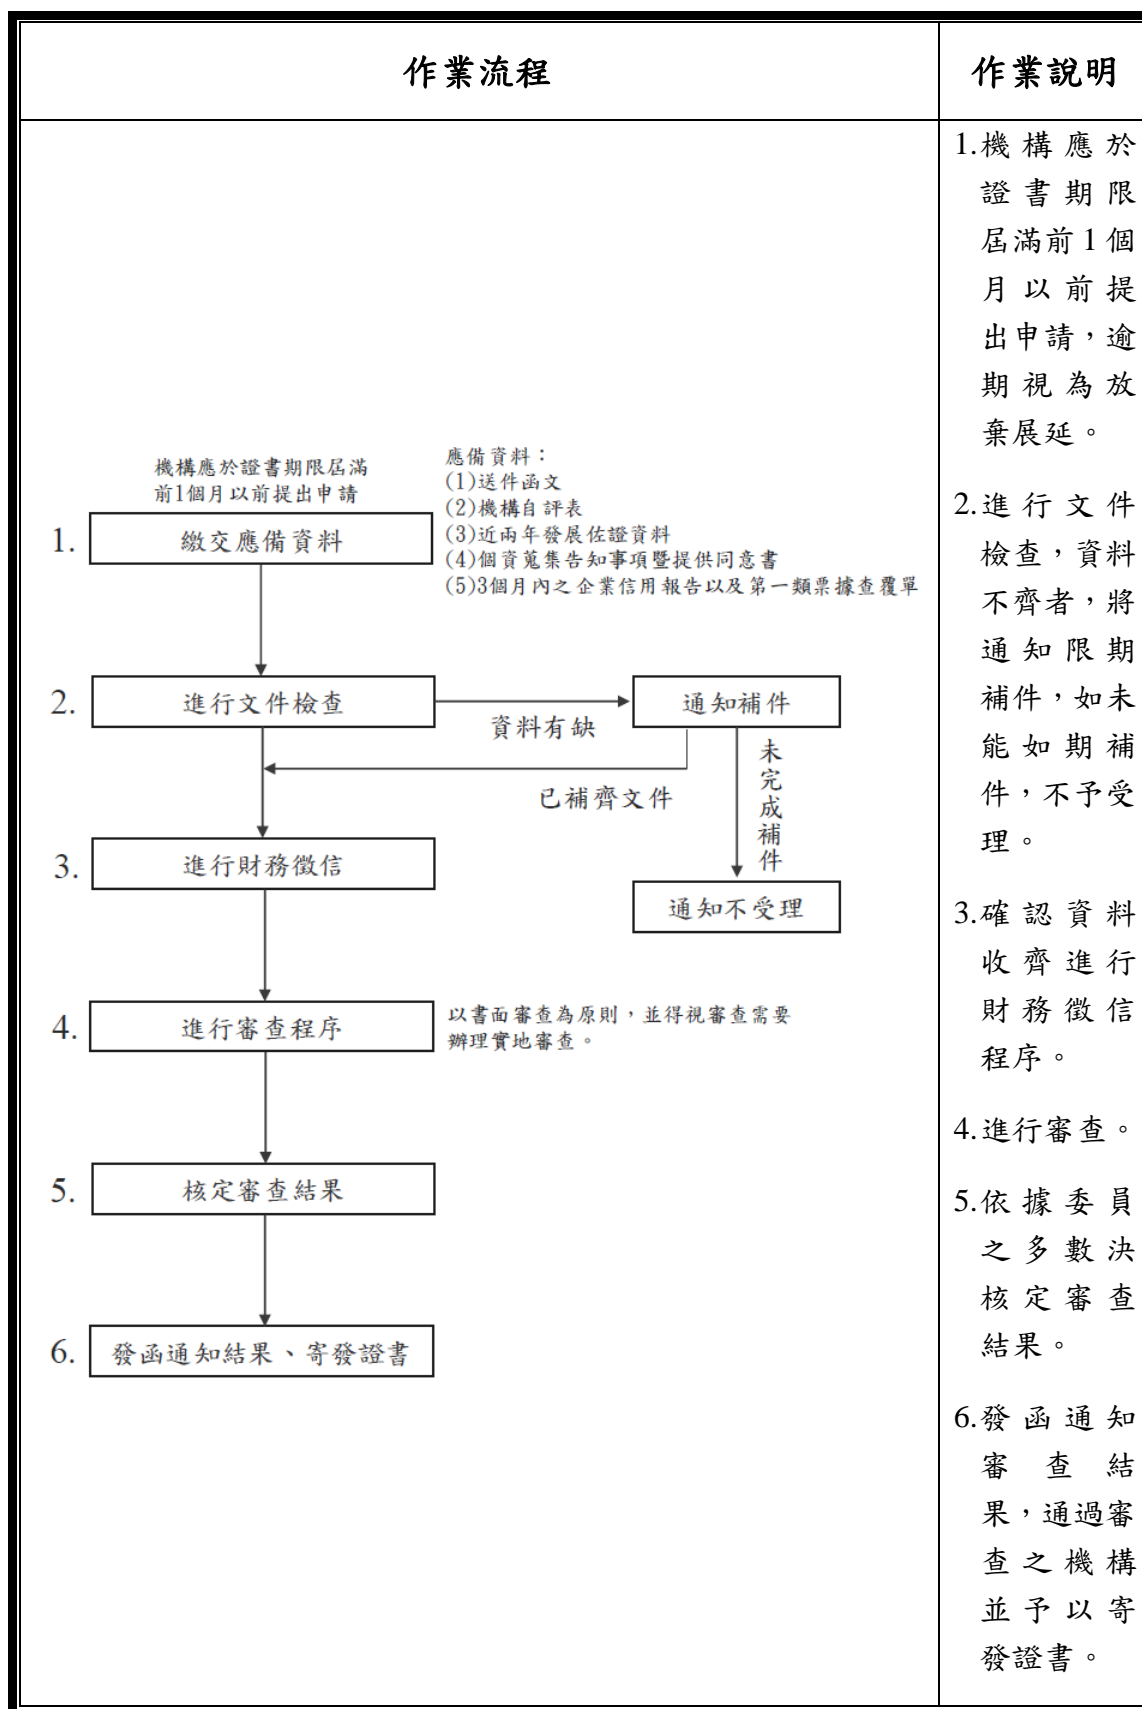 作業流程
作業說明
機構應於證書期限屆滿
前1個月以前提出申請
應備資料：
(1)送件函文
(2)機構自評表
(3)近兩年發展佐證資料
(4)個資蒐集告知事項暨提供同意書
(5)3個月內之企業信用報告以及第一類票據查覆單
1.
繳交應備資料
2.
進行文件檢查
資料有缺
通知補件
已補齊文件
未完成補件
3.
進行財務徵信
通知不受理
4.
進行審查程序
以書面審查為原則，並得視審查需要
辦理實地審查。
5.
核定審查結果
6.
發函通知結果、寄發證書
1.機構應於
證書期限
屆滿前1個
月以前提
出申請，逾
期視為放
棄展延。
2.進行文件
檢查，資料
不齊者，將
通知限期
補件，如未
能如期補
件，不予受
理。
3.確認資料
收齊進行
財務徵信
程序。
4.進行審查。
5.依據委員
之多數決
核定審查
結果。
6.發函通知
審查結
果，通過審
查之機構
並予以寄
發證書。